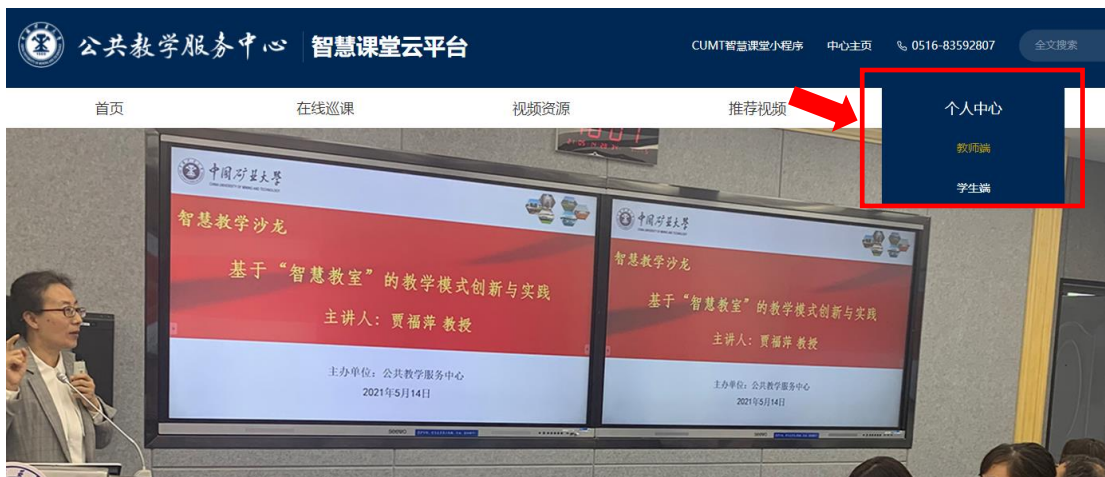 公共教学服务中心 智慧课堂云平台 CUMT智慧课堂小程序 中心主页 0516-83592807 全文搜索
首页 在线巡课 视频资源 推荐视频 个人中心
教师端
学生端
中国矿业大学
智慧教学沙龙
基于“智慧教室”的教学模式创新与实践
主讲人：贾福萍 教授
主办单位：公共教学服务中心
2021年5月14日
中国矿业大学
智慧教学沙龙
基于“智慧教室”的教学模式创新与实践
主讲人：贾福萍 教授
主办单位：公共教学服务中心
2021年5月14日